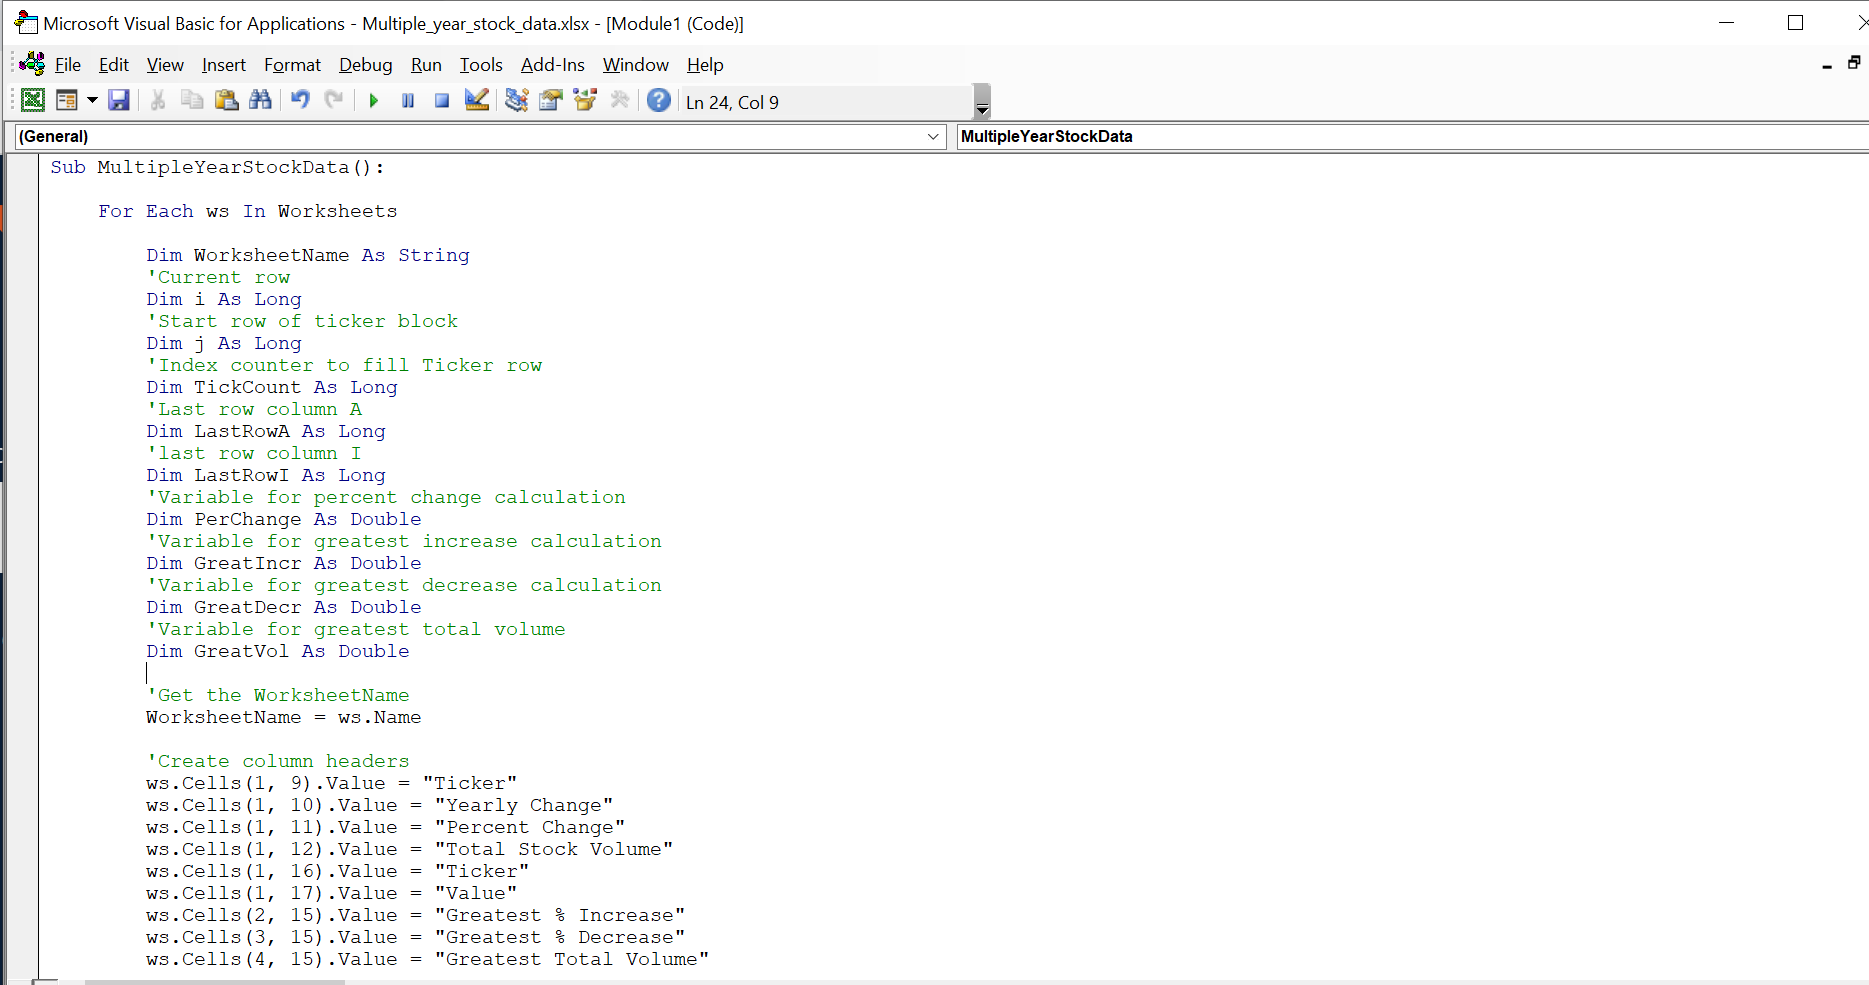 Microsoft Visual Basic for Applications - Multiple_year_stock_data.xlsx - [Module1 (Code)]
File Edit View Insert Format Debug Run Tools Add-Ins Window Help
Ln 24, Col 9
(General) MultipleYearStockData
Sub MultipleYearStockData():
For Each ws In Worksheets
Dim WorksheetName As String
'Current row
Dim i As Long
'Start row of ticker block
Dim j As Long
'Index counter to fill Ticker row
Dim TickCount As Long
'Last row column A
Dim LastRowA As Long
'last row column I
Dim LastRowI As Long
'Variable for percent change calculation
Dim PerChange As Double
'Variable for greatest increase calculation
Dim GreatIncr As Double
'Variable for greatest decrease calculation
Dim GreatDecr As Double
'Variable for greatest total volume
Dim GreatVol As Double
'Get the WorksheetName
WorksheetName = ws.Name
'Create column headers
ws.Cells(1, 9).Value = "Ticker"
ws.Cells(1, 10).Value = "Yearly Change"
ws.Cells(1, 11).Value = "Percent Change"
ws.Cells(1, 12).Value = "Total Stock Volume"
ws.Cells(1, 16).Value = "Ticker"
ws.Cells(1, 17).Value = "Value"
ws.Cells(2, 15).Value = "Greatest % Increase"
ws.Cells(3, 15).Value = "Greatest % Decrease"
ws.Cells(4, 15).Value = "Greatest Total Volume"